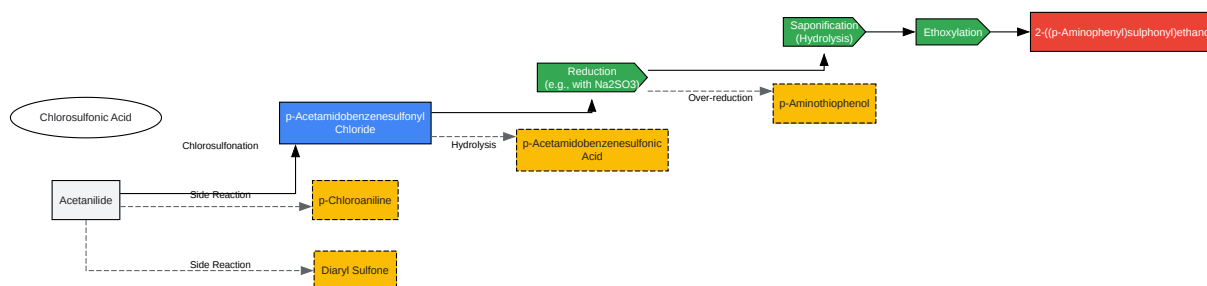 Saponification
(Hydrolysis)
Ethoxylation
2-((p-Aminophenyl)sulphonyl)ethano
Reduction
(e.g., with Na2SO3)
Over-reduction
p-Aminothiophenol
Chlorosulfonic Acid
p-Acetamidobenzenesulfonyl
Chloride
Chlorosulfonation
Hydrolysis
p-Acetamidobenzenesulfonic
Acid
Acetanilide
Side Reaction
p-Chloroaniline
Side Reaction
Diaryl Sulfone